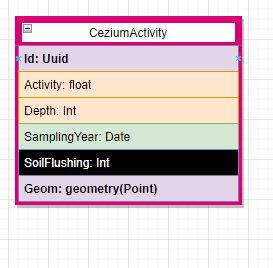 CeziumActivity
Id: Uuid
Activity: float
Depth: Int
SamplingYear: Date
SoilFlushing: Int
Geom: geometry(Point)